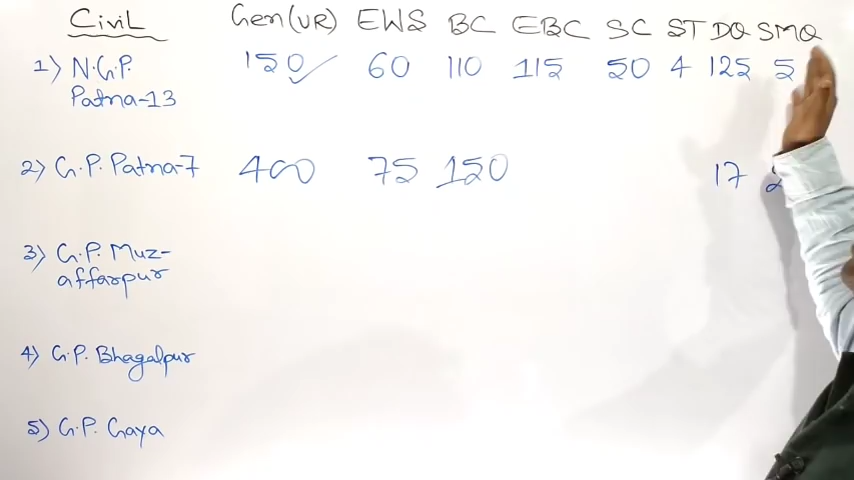 Civil Gen(UR) EWS BC EBC SC ST DQ SMQ
1) N.G.P. 150 60 110 115 50 4 125 5
Patna-13
2) G.P. Patna-7 400 75 150 17
3) G.P. Muz-
affarpur
4) G.P. Bhagalpur
5) G.P. Gaya